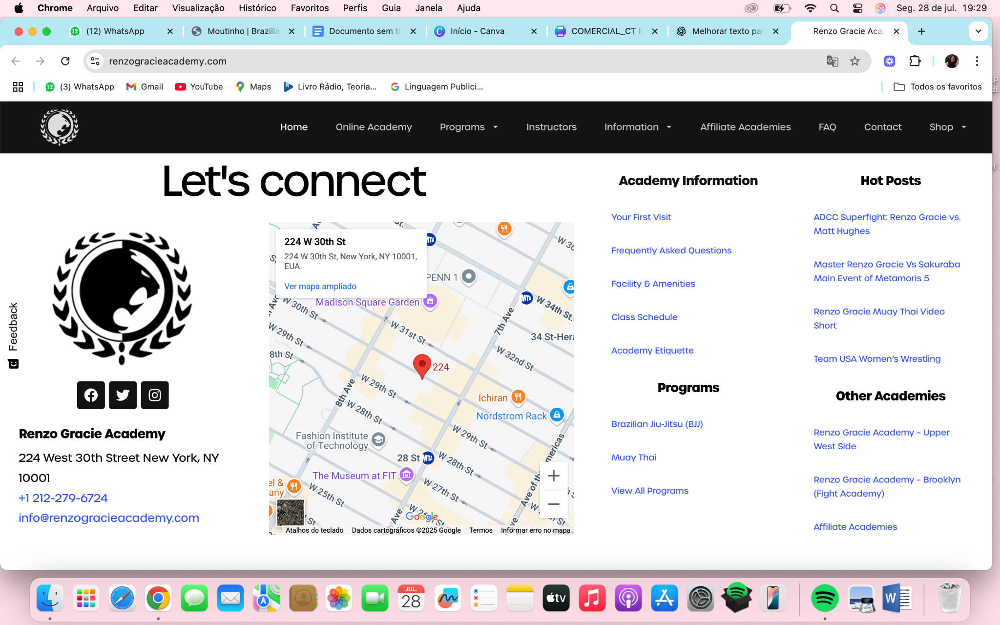 Chrome Arquivo Editar Visualização Histórico Favoritos Perfis Guia Janela Ajuda Seg. 28 de jul. 19:29
(12) WhatsApp Moutinho | Brazilia Documento sem tí Início - Canva COMERCIAL_CT Melhorar texto par Renzo Gracie Aca
renzogracieacademy.com
(3) WhatsApp Gmail YouTube Maps Livro Rádio, Teoria... Linguagem Publici... Todos os favoritos
Home Online Academy Programs Instructors Information Affiliate Academies FAQ Contact Shop
Let's connect
Feedback
Renzo Gracie Academy
224 West 30th Street New York, NY
10001
+1 212-279-6724
info@renzogracieacademy.com
224 W 30th St
224 W 30th St, New York, NY 10001,
EUA
Ver mapa ampliado
PENN 1
Madison Square Garden
W 30th St
W 34th St.
W 31st St
7th Ave
W 29th St
34 St-Hera
8th St
W 32nd St
224
W 29th St
8th Ave
Ichiran
W 28th St
Nordstrom Rack
Fashion Institute
of Technology
W 29th St
28 St
W 28th St
The Museum at FIT
W 27th St
W 25th St
Google
Atalhos do teclado Dados cartográficos ©2025 Google Termos Informar erro no mapa
Academy Information
Your First Visit
Frequently Asked Questions
Facility & Amenities
Class Schedule
Academy Etiquette
Programs
Brazilian Jiu-Jitsu (BJJ)
Muay Thai
View All Programs
Hot Posts
ADCC Superfight: Renzo Gracie vs.
Matt Hughes
Master Renzo Gracie Vs Sakuraba
Main Event of Metamoris 5
Renzo Gracie Muay Thai Video
Short
Team USA Women's Wrestling
Other Academies
Renzo Gracie Academy – Upper
West Side
Renzo Gracie Academy – Brooklyn
(Fight Academy)
Affiliate Academies
JUL.
28
tv
W